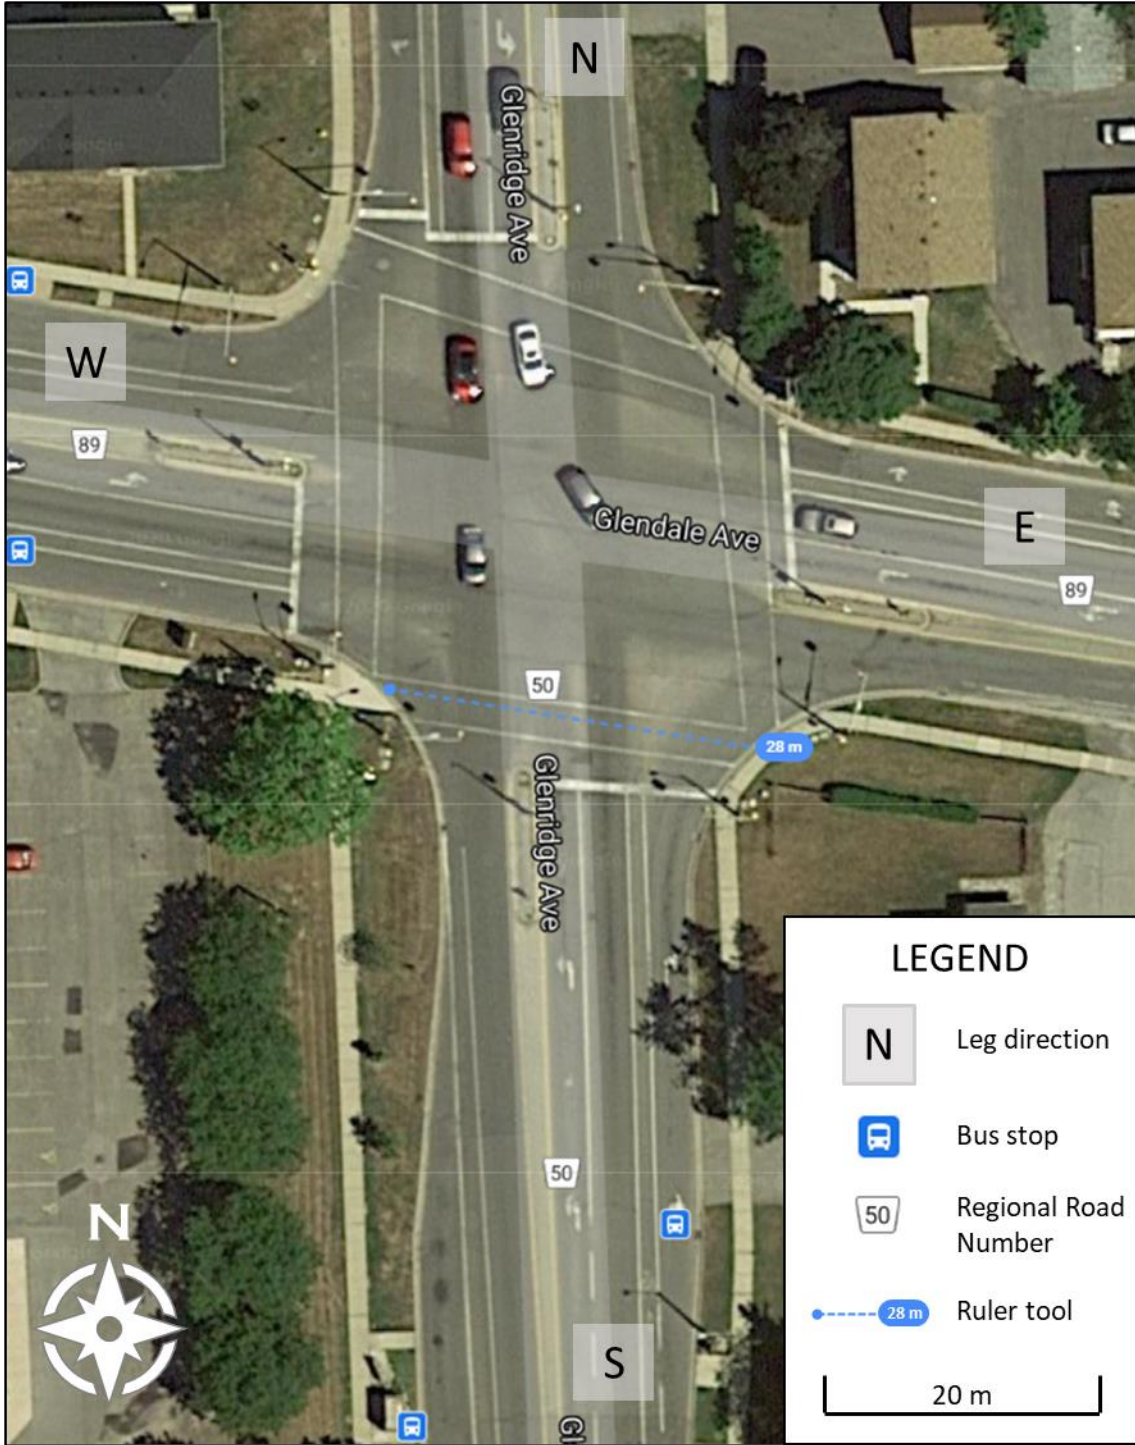 N
Glenridge Ave
W
89
E
Glendale Ave
89
50
28 m
Glenridge Ave
LEGEND
N
Leg direction
Bus stop
50
Regional Road
Number
50
28 m
Ruler tool
N
S
20 m
Gl